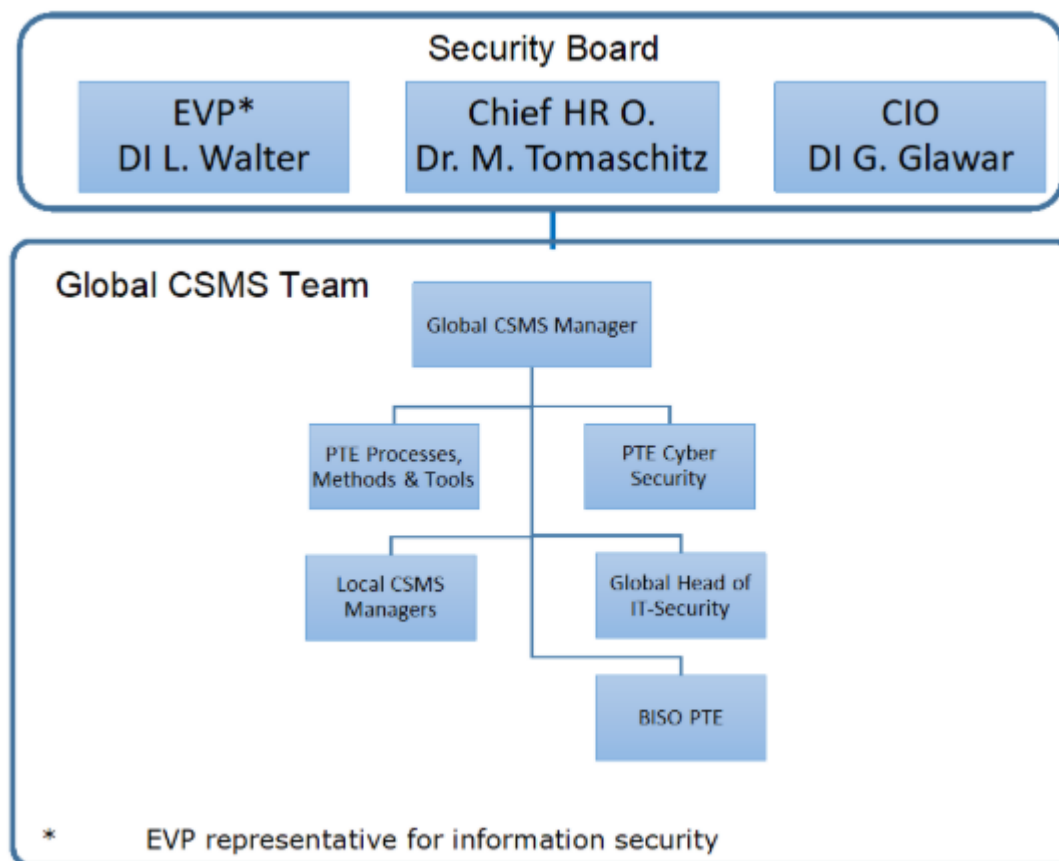 Security Board
EVP*
DI L. Walter
Chief HR O.
Dr. M. Tomaschitz
CIO
DI G. Glawar
Global CSMS Team
Global CSMS Manager
PTE Processes,
Methods & Tools
PTE Cyber
Security
Local CSMS
Managers
Global Head of
IT-Security
BISO PTE
* EVP representative for information security